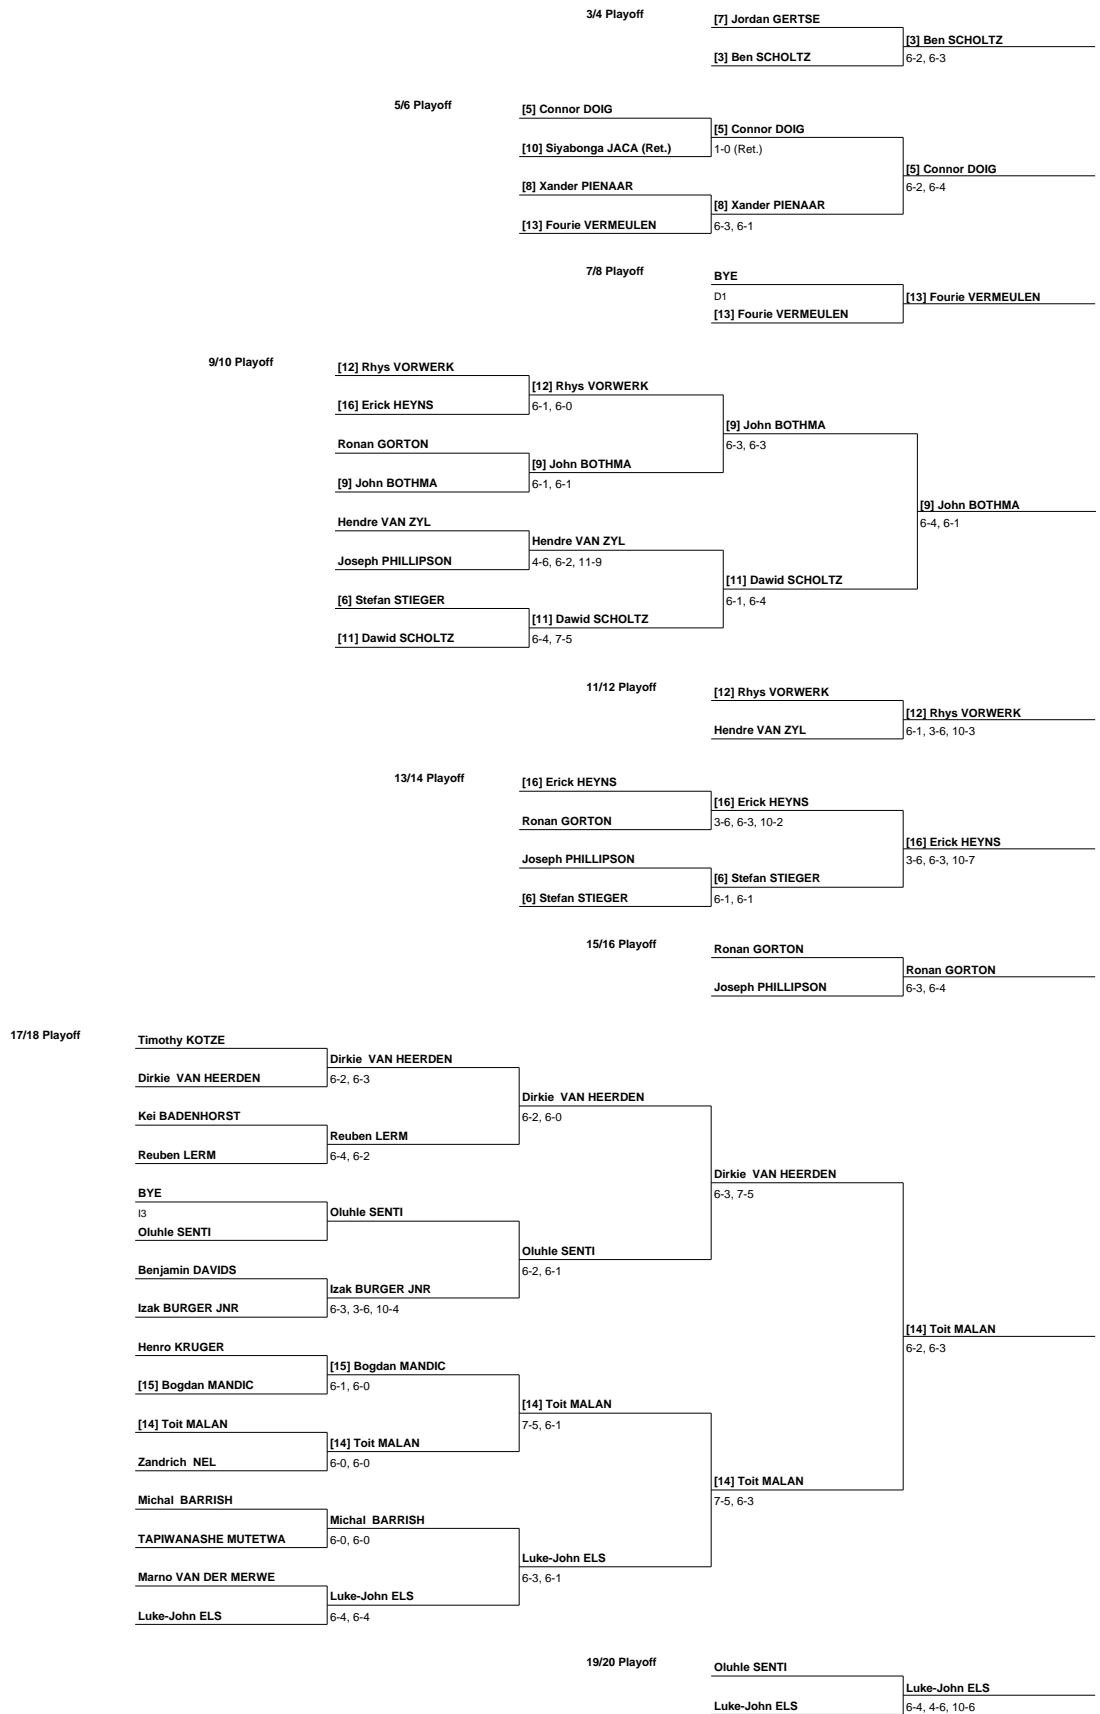 3/4 Playoff
[7] Jordan GERTSE
[3] Ben SCHOLTZ
[3] Ben SCHOLTZ
6-2, 6-3
5/6 Playoff
[5] Connor DOIG
[5] Connor DOIG
[10] Siyabonga JACA (Ret.)
1-0 (Ret.)
[5] Connor DOIG
6-2, 6-4
[8] Xander PIENAAR
[8] Xander PIENAAR
[13] Fourie VERMEULEN
6-3, 6-1
7/8 Playoff
BYE
D1
[13] Fourie VERMEULEN
[13] Fourie VERMEULEN
9/10 Playoff
[12] Rhys VORWERK
[12] Rhys VORWERK
[16] Erick HEYNS
6-1, 6-0
[9] John BOTHMA
6-3, 6-3
Ronan GORTON
[9] John BOTHMA
[9] John BOTHMA
6-1, 6-1
[9] John BOTHMA
6-4, 6-1
Hendre VAN ZYL
Hendre VAN ZYL
Joseph PHILLIPSON
4-6, 6-2, 11-9
[11] Dawid SCHOLTZ
6-1, 6-4
[6] Stefan STIEGER
[11] Dawid SCHOLTZ
[11] Dawid SCHOLTZ
6-4, 7-5
11/12 Playoff
[12] Rhys VORWERK
[12] Rhys VORWERK
Hendre VAN ZYL
6-1, 3-6, 10-3
13/14 Playoff
[16] Erick HEYNS
[16] Erick HEYNS
Ronan GORTON
3-6, 6-3, 10-2
[16] Erick HEYNS
3-6, 6-3, 10-7
Joseph PHILLIPSON
[6] Stefan STIEGER
[6] Stefan STIEGER
6-1, 6-1
15/16 Playoff
Ronan GORTON
Ronan GORTON
Joseph PHILLIPSON
6-3, 6-4
17/18 Playoff
Timothy KOTZE
Dirkie VAN HEERDEN
Dirkie VAN HEERDEN
6-2, 6-3
Dirkie VAN HEERDEN
6-2, 6-0
Kei BADENHORST
Reuben LERM
Reuben LERM
6-4, 6-2
Dirkie VAN HEERDEN
6-3, 7-5
BYE
I3
Oluhle SENTI
Oluhle SENTI
Oluhle SENTI
6-2, 6-1
Benjamin DAVIDS
Izak BURGER JNR
Izak BURGER JNR
6-3, 3-6, 10-4
[14] Toit MALAN
6-2, 6-3
Henro KRUGER
[15] Bogdan MANDIC
[15] Bogdan MANDIC
6-1, 6-0
[14] Toit MALAN
7-5, 6-1
[14] Toit MALAN
[14] Toit MALAN
Zandrich NEL
6-0, 6-0
[14] Toit MALAN
7-5, 6-3
Michal BARRISH
Michal BARRISH
TAPIWANASHE MUTETWA
6-0, 6-0
Luke-John ELS
6-3, 6-1
Marno VAN DER MERWE
Luke-John ELS
Luke-John ELS
6-4, 6-4
19/20 Playoff
Oluhle SENTI
Luke-John ELS
Luke-John ELS
6-4, 4-6, 10-6